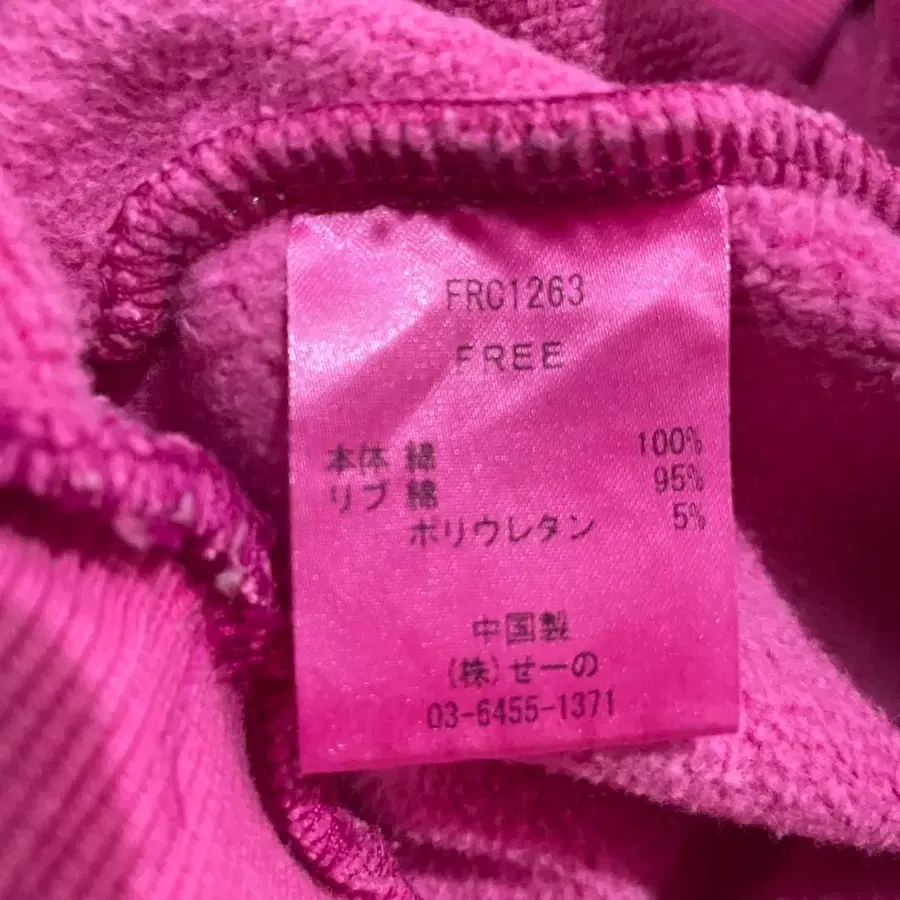 FRC1263
FREE
本体 綿 100%
リブ 綿 95%
ポリウレタン 5%
中国製
(株)せーの
03-6455-1371